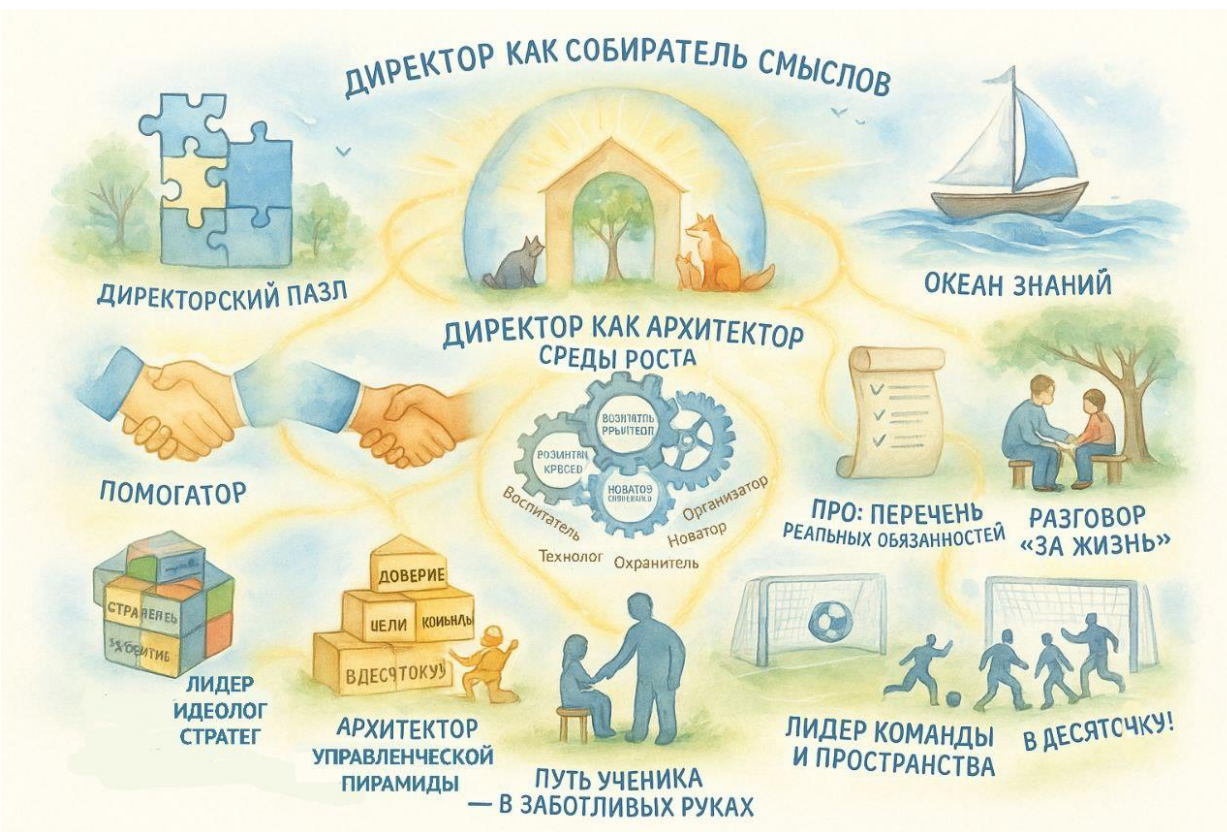 ДИРЕКТОР КАК СОБИРАТЕЛЬ СМЫСЛОВ
ДИРЕКТОРСКИЙ ПАЗЛ
ОКЕАН ЗНАНИЙ
ДИРЕКТОР КАК АРХИТЕКТОР
СРЕДЫ РОСТА
ПОМОГАТОР
Воспитатель
Технолог
Охранитель
Новатор
Организатор
ПРО: ПЕРЕЧЕНЬ
РЕАЛЬНЫХ ОБЯЗАННОСТЕЙ
РАЗГОВОР
«ЗА ЖИЗНЬ»
ЛИДЕР
ИДЕОЛОГ
СТРАТЕГ
ДОВЕРИЕ
ЦЕЛИ
АРХИТЕКТОР
УПРАВЛЕНЧЕСКОЙ
ПИРАМИДЫ
ПУТЬ УЧЕНИКА
— В ЗАБОТЛИВЫХ РУКАХ
ЛИДЕР КОМАНДЫ
И ПРОСТРАНСТВА
В ДЕСЯТОЧКУ!